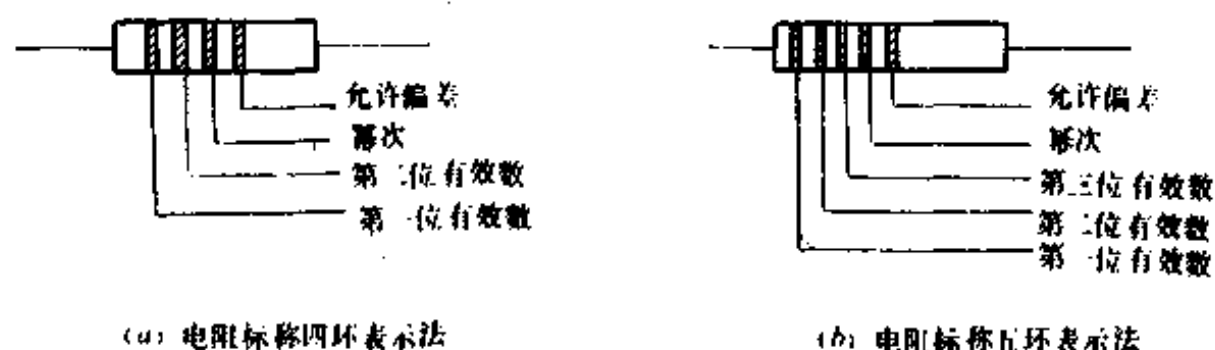 允许偏差
幂次
第二位有效数
第一位有效数
(a) 电阻标称四环表示法
允许偏差
幂次
第三位有效数
第二位有效数
第一位有效数
(b) 电阻标称五环表示法